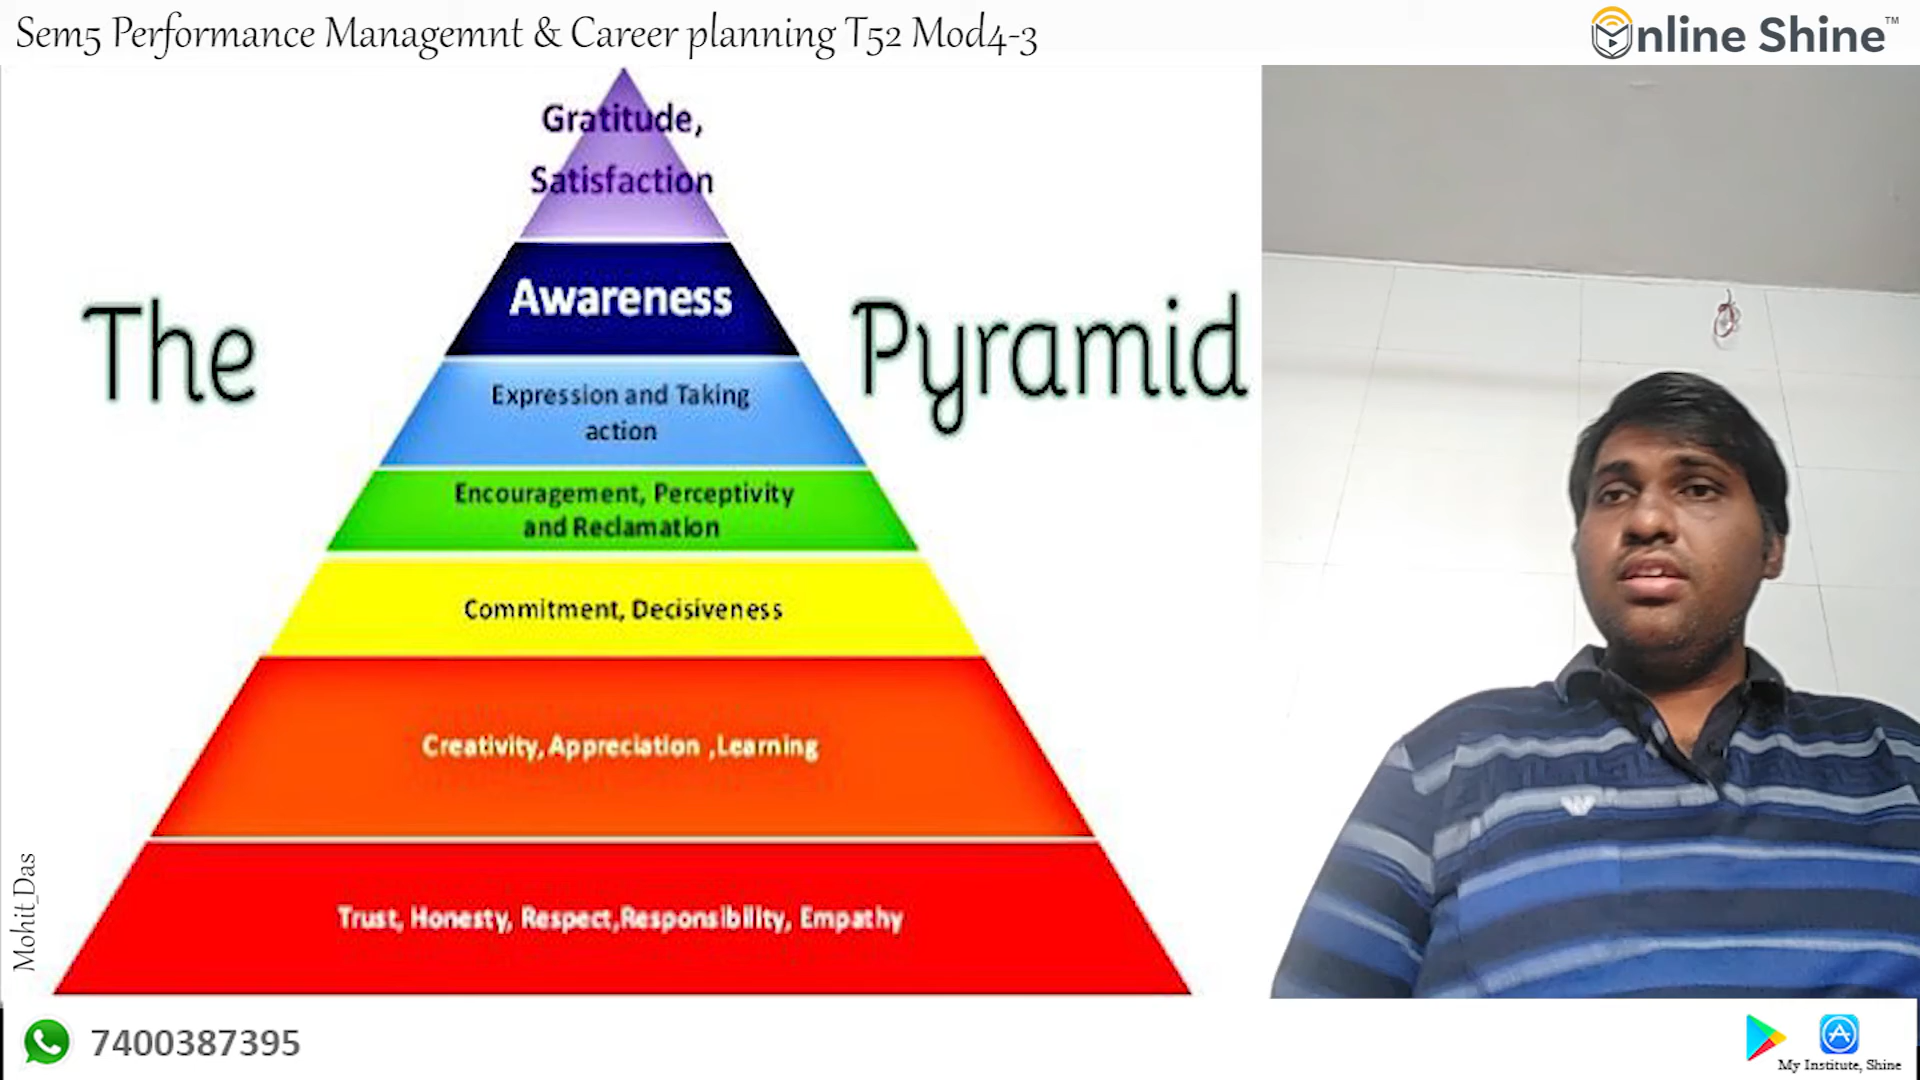 Sem5 Performance Managemnt & Career planning T52 Mod4-3
Online Shine™
Gratitude,
Satisfaction
Awareness
The
Pyramid
Expression and Taking
action
Encouragement, Perceptivity
and Reclamation
Commitment, Decisiveness
Creativity, Appreciation ,Learning
Trust, Honesty, Respect,Responsibility, Empathy
Mohit_Das
7400387395
My Institute, Shine